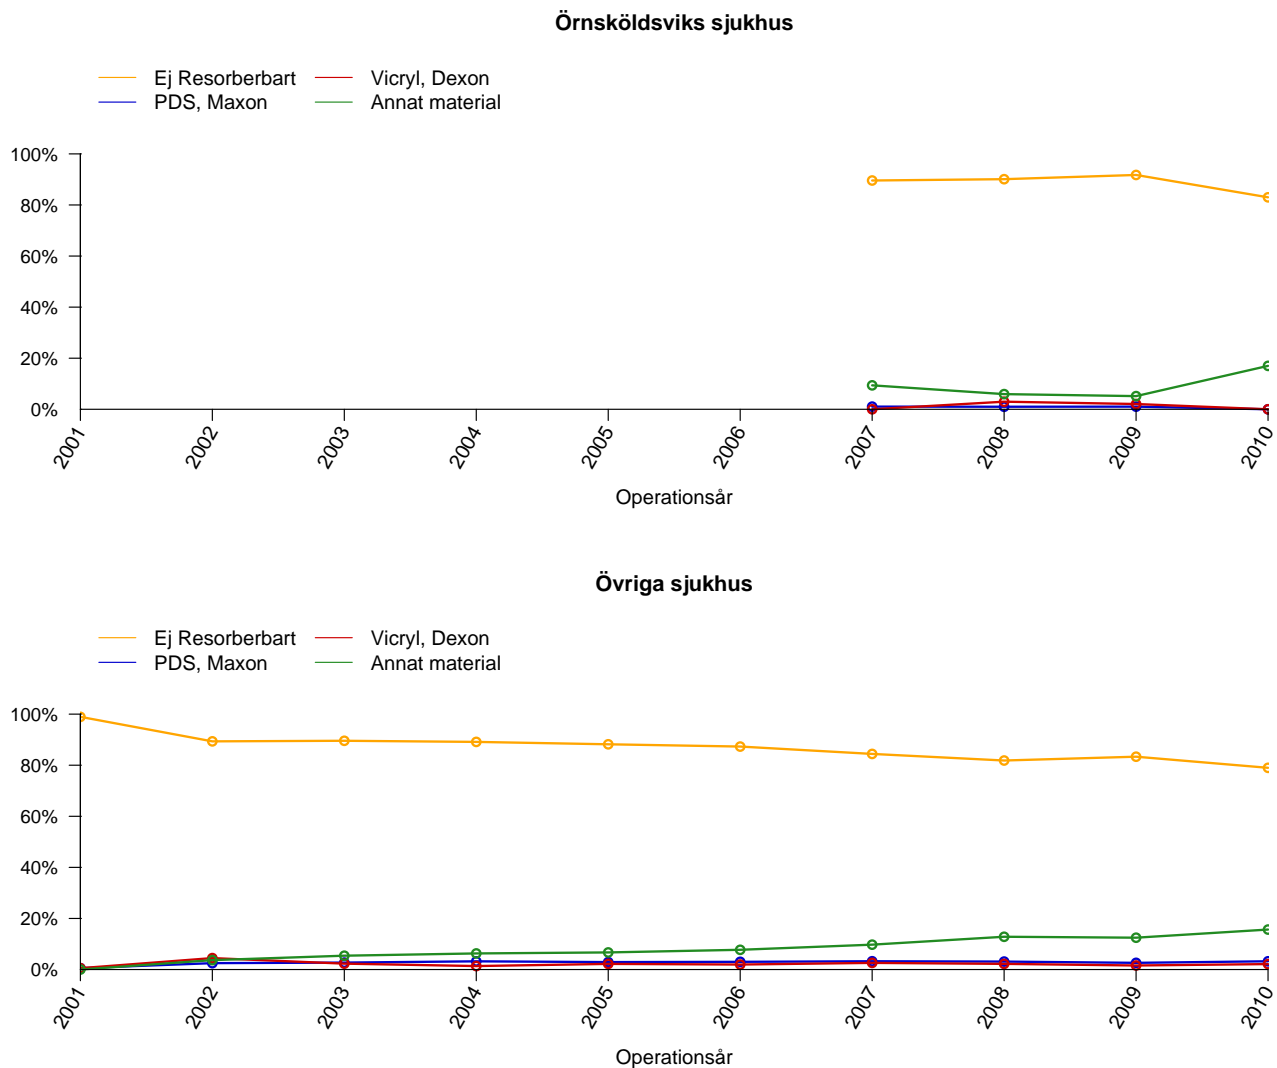 Örnsköldsviks sjukhus
Ej Resorberbart
Vicryl, Dexon
PDS, Maxon
Annat material
100%
80%
60%
40%
20%
0%
2001
2002
2003
2004
2005
2006
2007
2008
2009
2010
Operationsår
Övriga sjukhus
Ej Resorberbart
Vicryl, Dexon
PDS, Maxon
Annat material
100%
80%
60%
40%
20%
0%
2001
2002
2003
2004
2005
2006
2007
2008
2009
2010
Operationsår